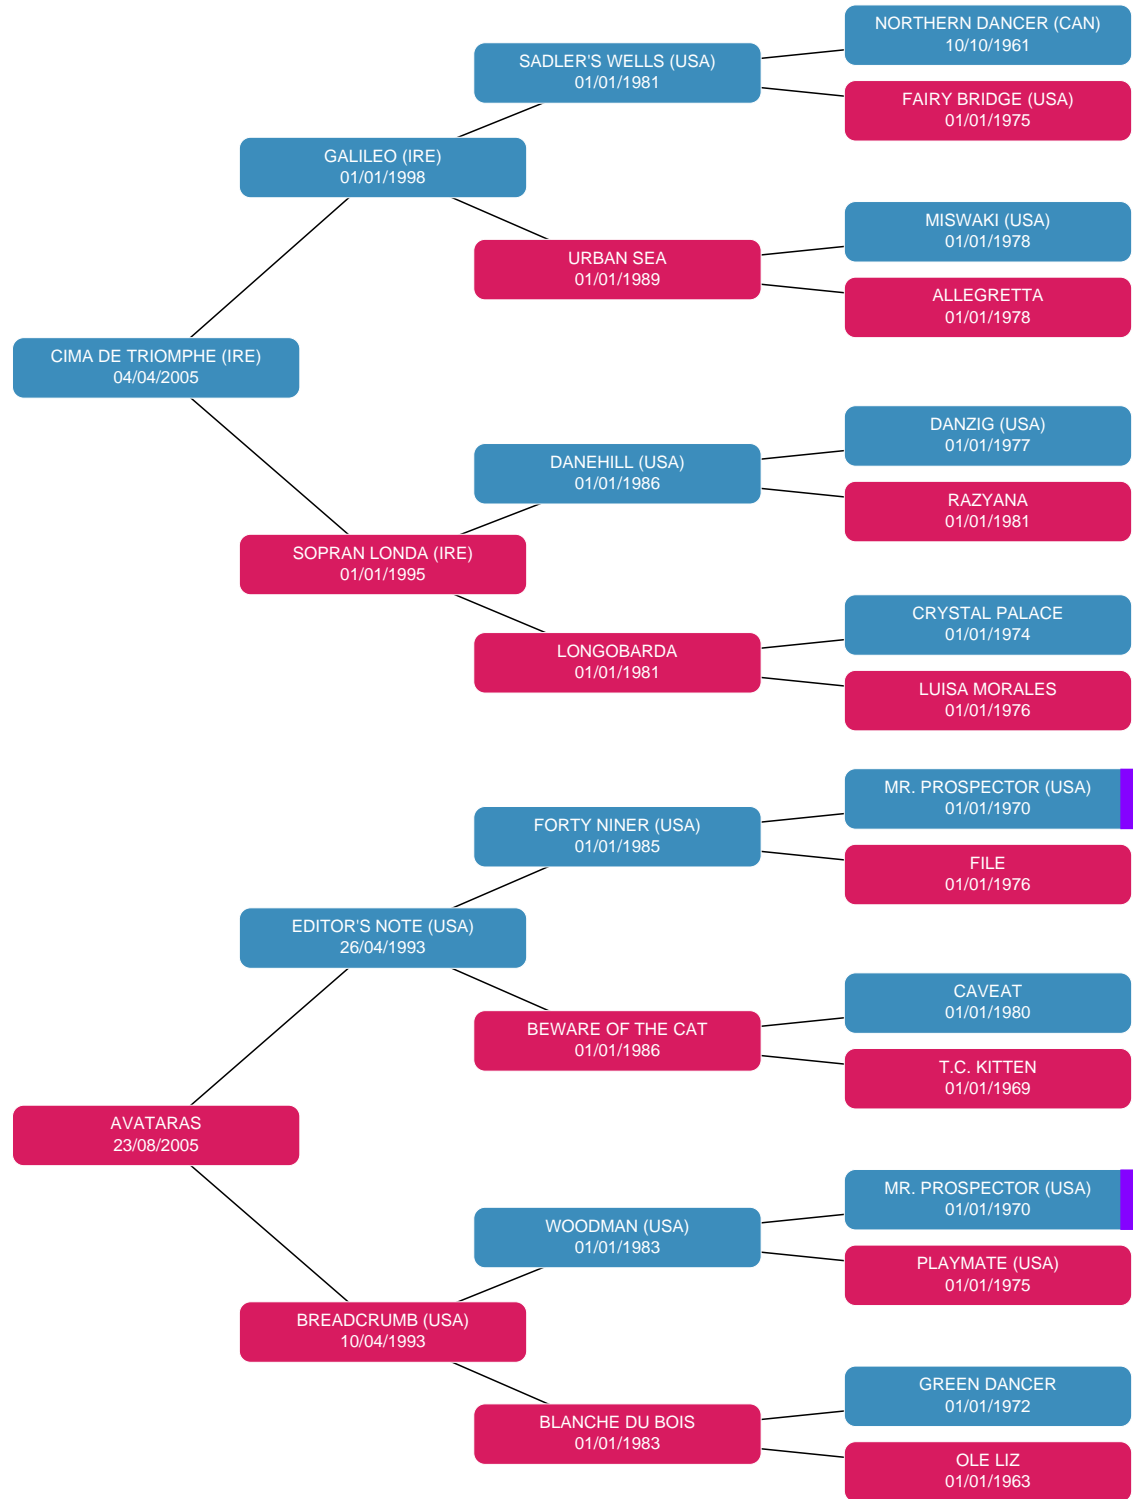 NORTHERN DANCER (CAN)
10/10/1961
SADLER'S WELLS (USA)
01/01/1981
FAIRY BRIDGE (USA)
01/01/1975
GALILEO (IRE)
01/01/1998
MISWAKI (USA)
01/01/1978
URBAN SEA
01/01/1989
ALLEGRETTA
01/01/1978
CIMA DE TRIOMPHE (IRE)
04/04/2005
DANZIG (USA)
01/01/1977
DANEHILL (USA)
01/01/1986
RAZYANA
01/01/1981
SOPRAN LONDA (IRE)
01/01/1995
CRYSTAL PALACE
01/01/1974
LONGOBARDA
01/01/1981
LUISA MORALES
01/01/1976
MR. PROSPECTOR (USA)
01/01/1970
FORTY NINER (USA)
01/01/1985
FILE
01/01/1976
EDITOR'S NOTE (USA)
26/04/1993
CAVEAT
01/01/1980
BEWARE OF THE CAT
01/01/1986
T.C. KITTEN
01/01/1969
AVATARAS
23/08/2005
MR. PROSPECTOR (USA)
01/01/1970
WOODMAN (USA)
01/01/1983
PLAYMATE (USA)
01/01/1975
BREADCRUMB (USA)
10/04/1993
GREEN DANCER
01/01/1972
BLANCHE DU BOIS
01/01/1983
OLE LIZ
01/01/1963